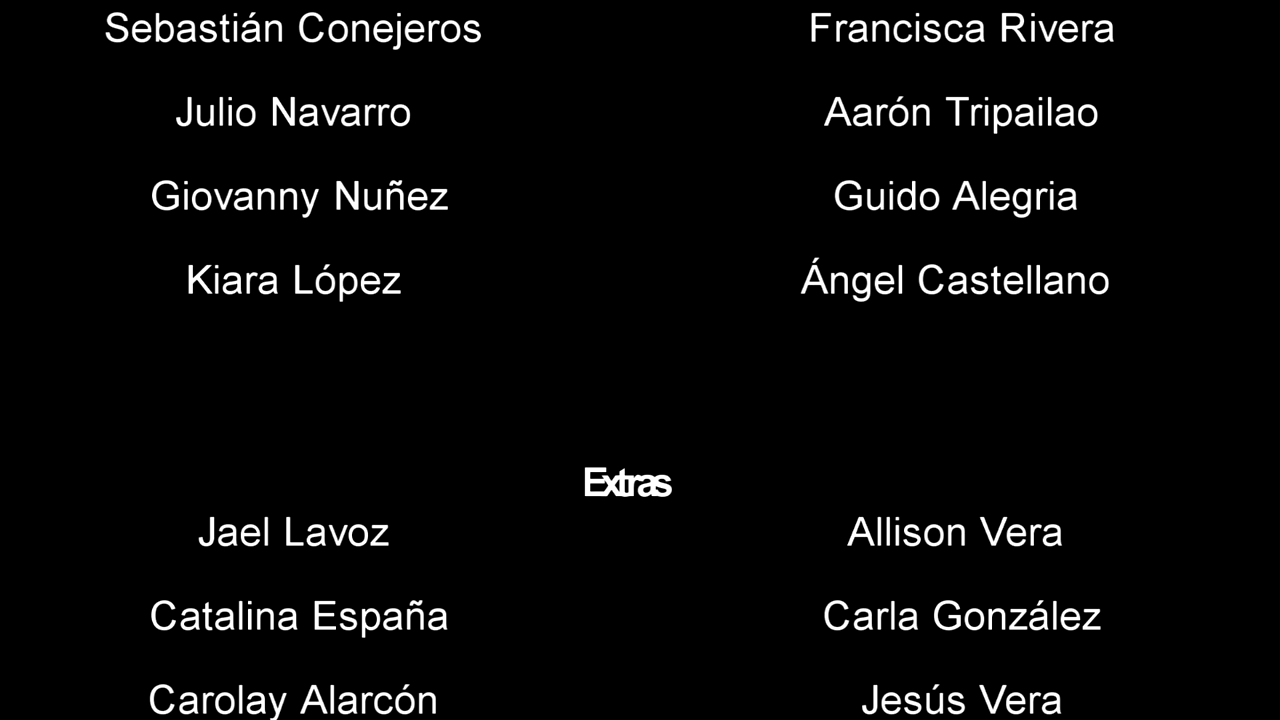 Sebastián Conejeros Francisca Rivera
Julio Navarro Aarón Tripailao
Giovanny Nuñez Guido Alegria
Kiara López Ángel Castellano
Extras
Jael Lavoz Allison Vera
Catalina España Carla González
Carolay Alarcón Jesús Vera